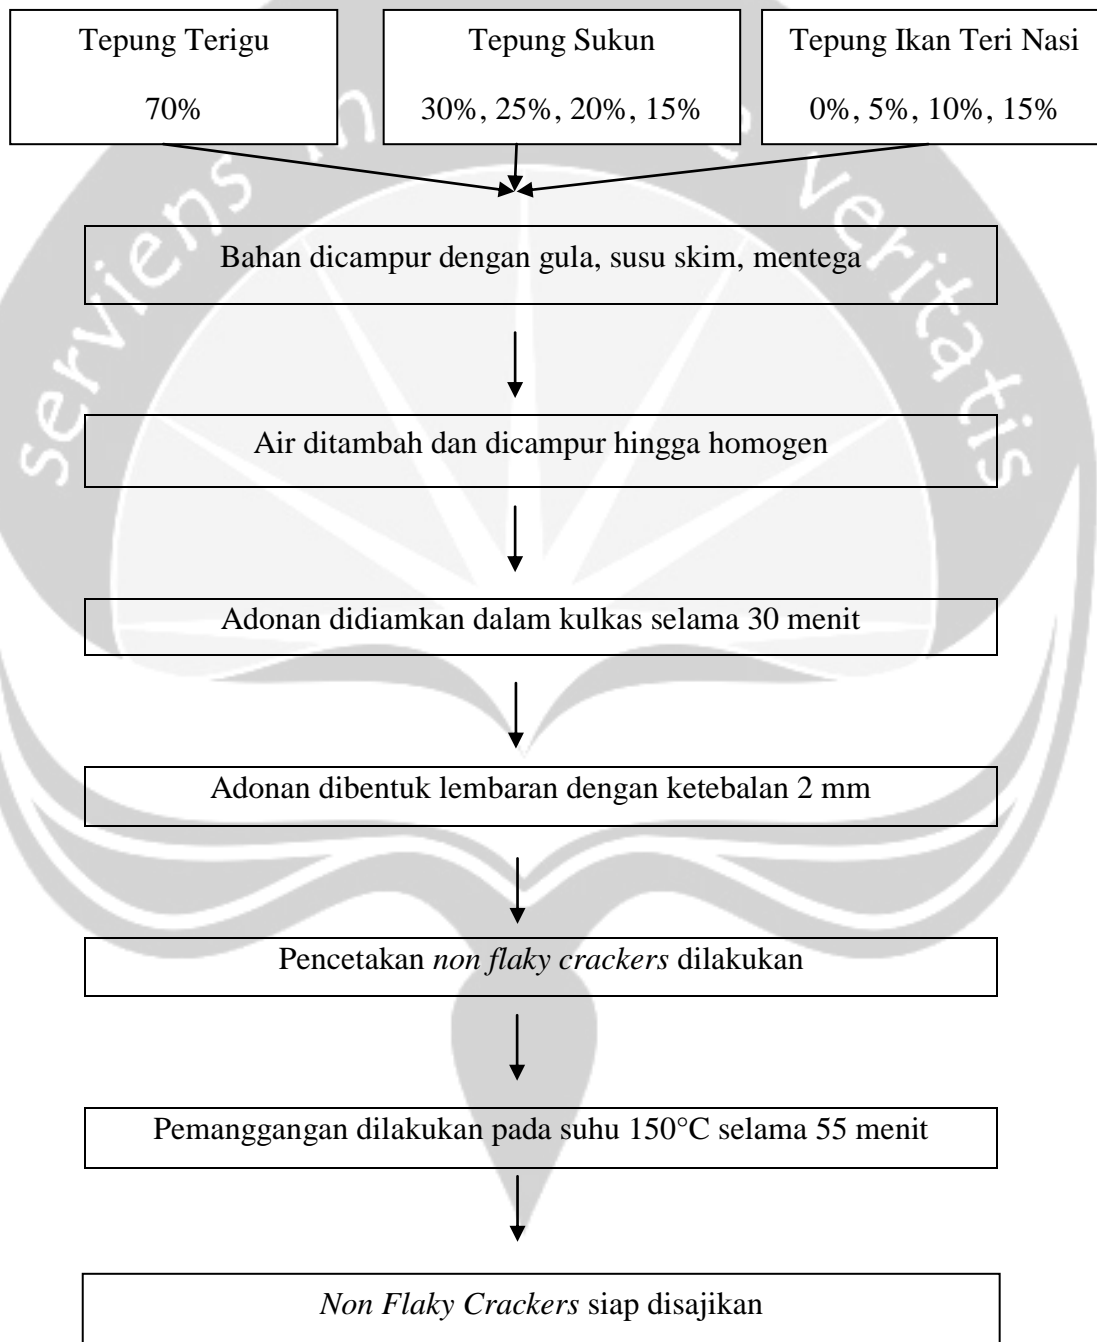 Tepung Terigu
70%
Tepung Sukun
30%, 25%, 20%, 15%
Tepung Ikan Teri Nasi
0%, 5%, 10%, 15%
Bahan dicampur dengan gula, susu skim, mentega
Air ditambah dan dicampur hingga homogen
Adonan didiamkan dalam kulkas selama 30 menit
Adonan dibentuk lembaran dengan ketebalan 2 mm
Pencetakan non flaky crackers dilakukan
Pemanggangan dilakukan pada suhu 150°C selama 55 menit
Non Flaky Crackers siap disajikan
serviens in
veritatis